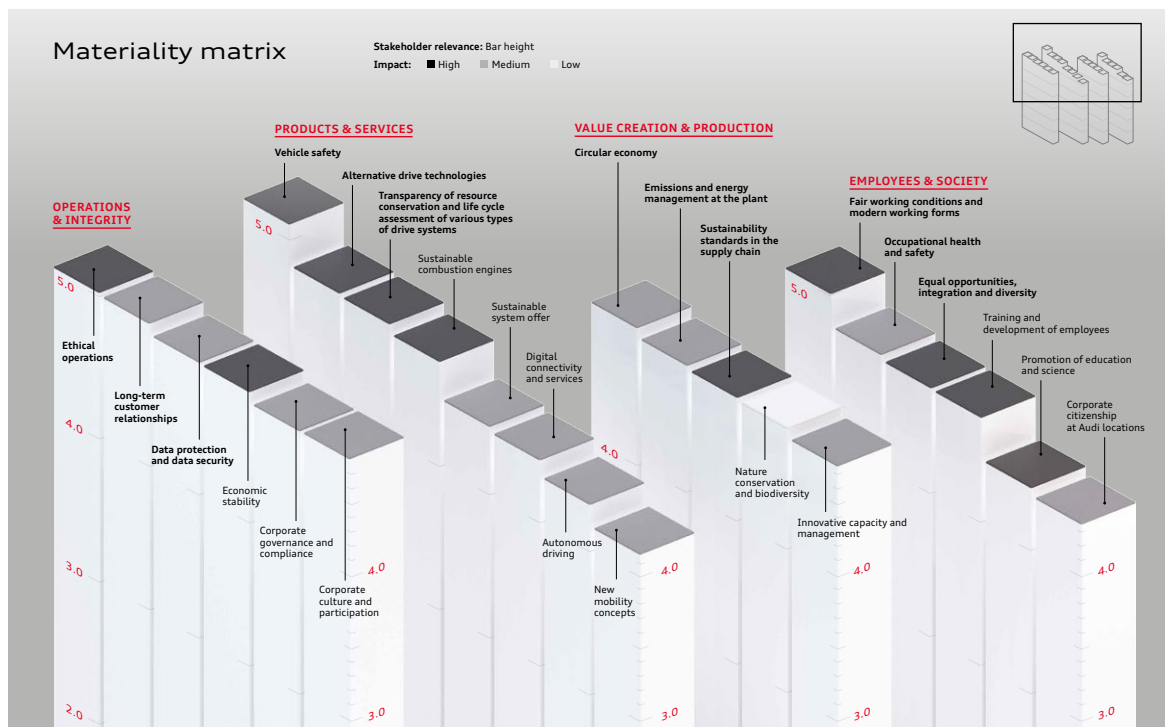 Materiality matrix
Stakeholder relevance: Bar height
Impact: High Medium Low
OPERATIONS
& INTEGRITY
5.0
4.0
3.0
2.0
Ethical
operations
Long-term
customer
relationships
Data protection
and data security
Economic
stability
Corporate
governance and
compliance
Corporate
culture and
participation
4.0
3.0
PRODUCTS & SERVICES
Vehicle safety
5.0
Alternative drive technologies
Transparency of resource
conservation and life cycle
assessment of various types
of drive systems
Sustainable
combustion engines
Sustainable
system offer
Digital
connectivity
and services
Autonomous
driving
New
mobility
concepts
4.0
3.0
VALUE CREATION & PRODUCTION
Circular economy
4.0
Emissions and energy
management at the plant
Sustainability
standards in the
supply chain
Nature
conservation
and biodiversity
Innovative capacity and
management
4.0
3.0
EMPLOYEES & SOCIETY
Fair working conditions and
modern working forms
5.0
Occupational health
and safety
Equal opportunities,
integration and diversity
Training and
development of employees
Promotion of education
and science
Corporate
citizenship
at Audi locations
4.0
3.0